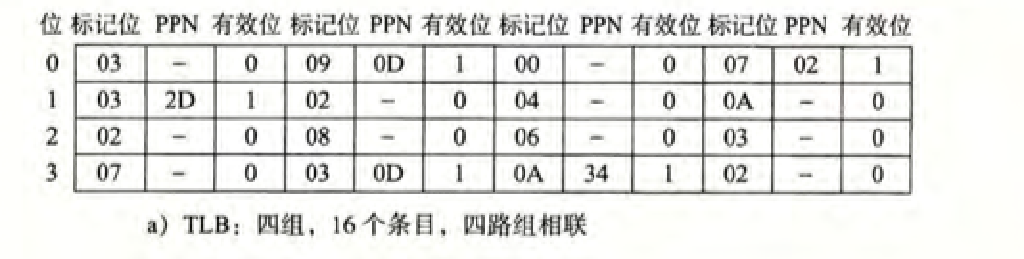 位 标记位 PPN 有效位 标记位 PPN 有效位 标记位 PPN 有效位 标记位 PPN 有效位
0 03 – 0 09 0D 1 00 – 0 07 02 1
1 03 2D 1 02 – 0 04 – 0 0A – 0
2 02 – 0 08 – 0 06 – 0 03 – 0
3 07 – 0 03 0D 1 0A 34 1 02 – 0
a）TLB：四组，16 个条目，四路组相联